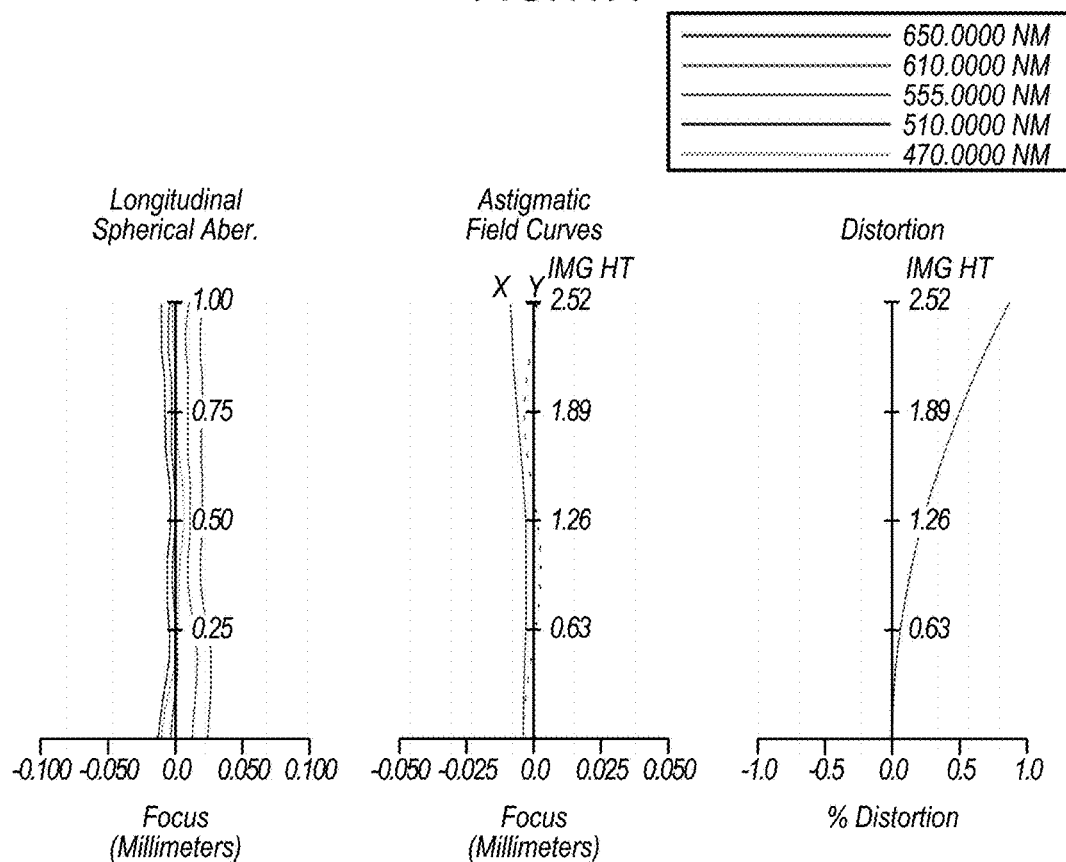 650.0000 NM
610.0000 NM
555.0000 NM
510.0000 NM
470.0000 NM
Longitudinal
Spherical Aber.
1.00
0.75
0.50
0.25
-0.100 -0.050 0.0 0.050 0.100
Focus
(Millimeters)
Astigmatic
Field Curves
IMG HT
X Y
2.52
1.89
1.26
0.63
-0.050 -0.025 0.0 0.025 0.050
Focus
(Millimeters)
Distortion
IMG HT
2.52
1.89
1.26
0.63
-1.0 -0.5 0.0 0.5 1.0
% Distortion